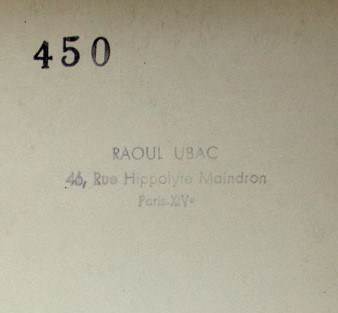 450
RAOUL UBAC
46, Rue Hippolyte Maindron
Paris-XIVe